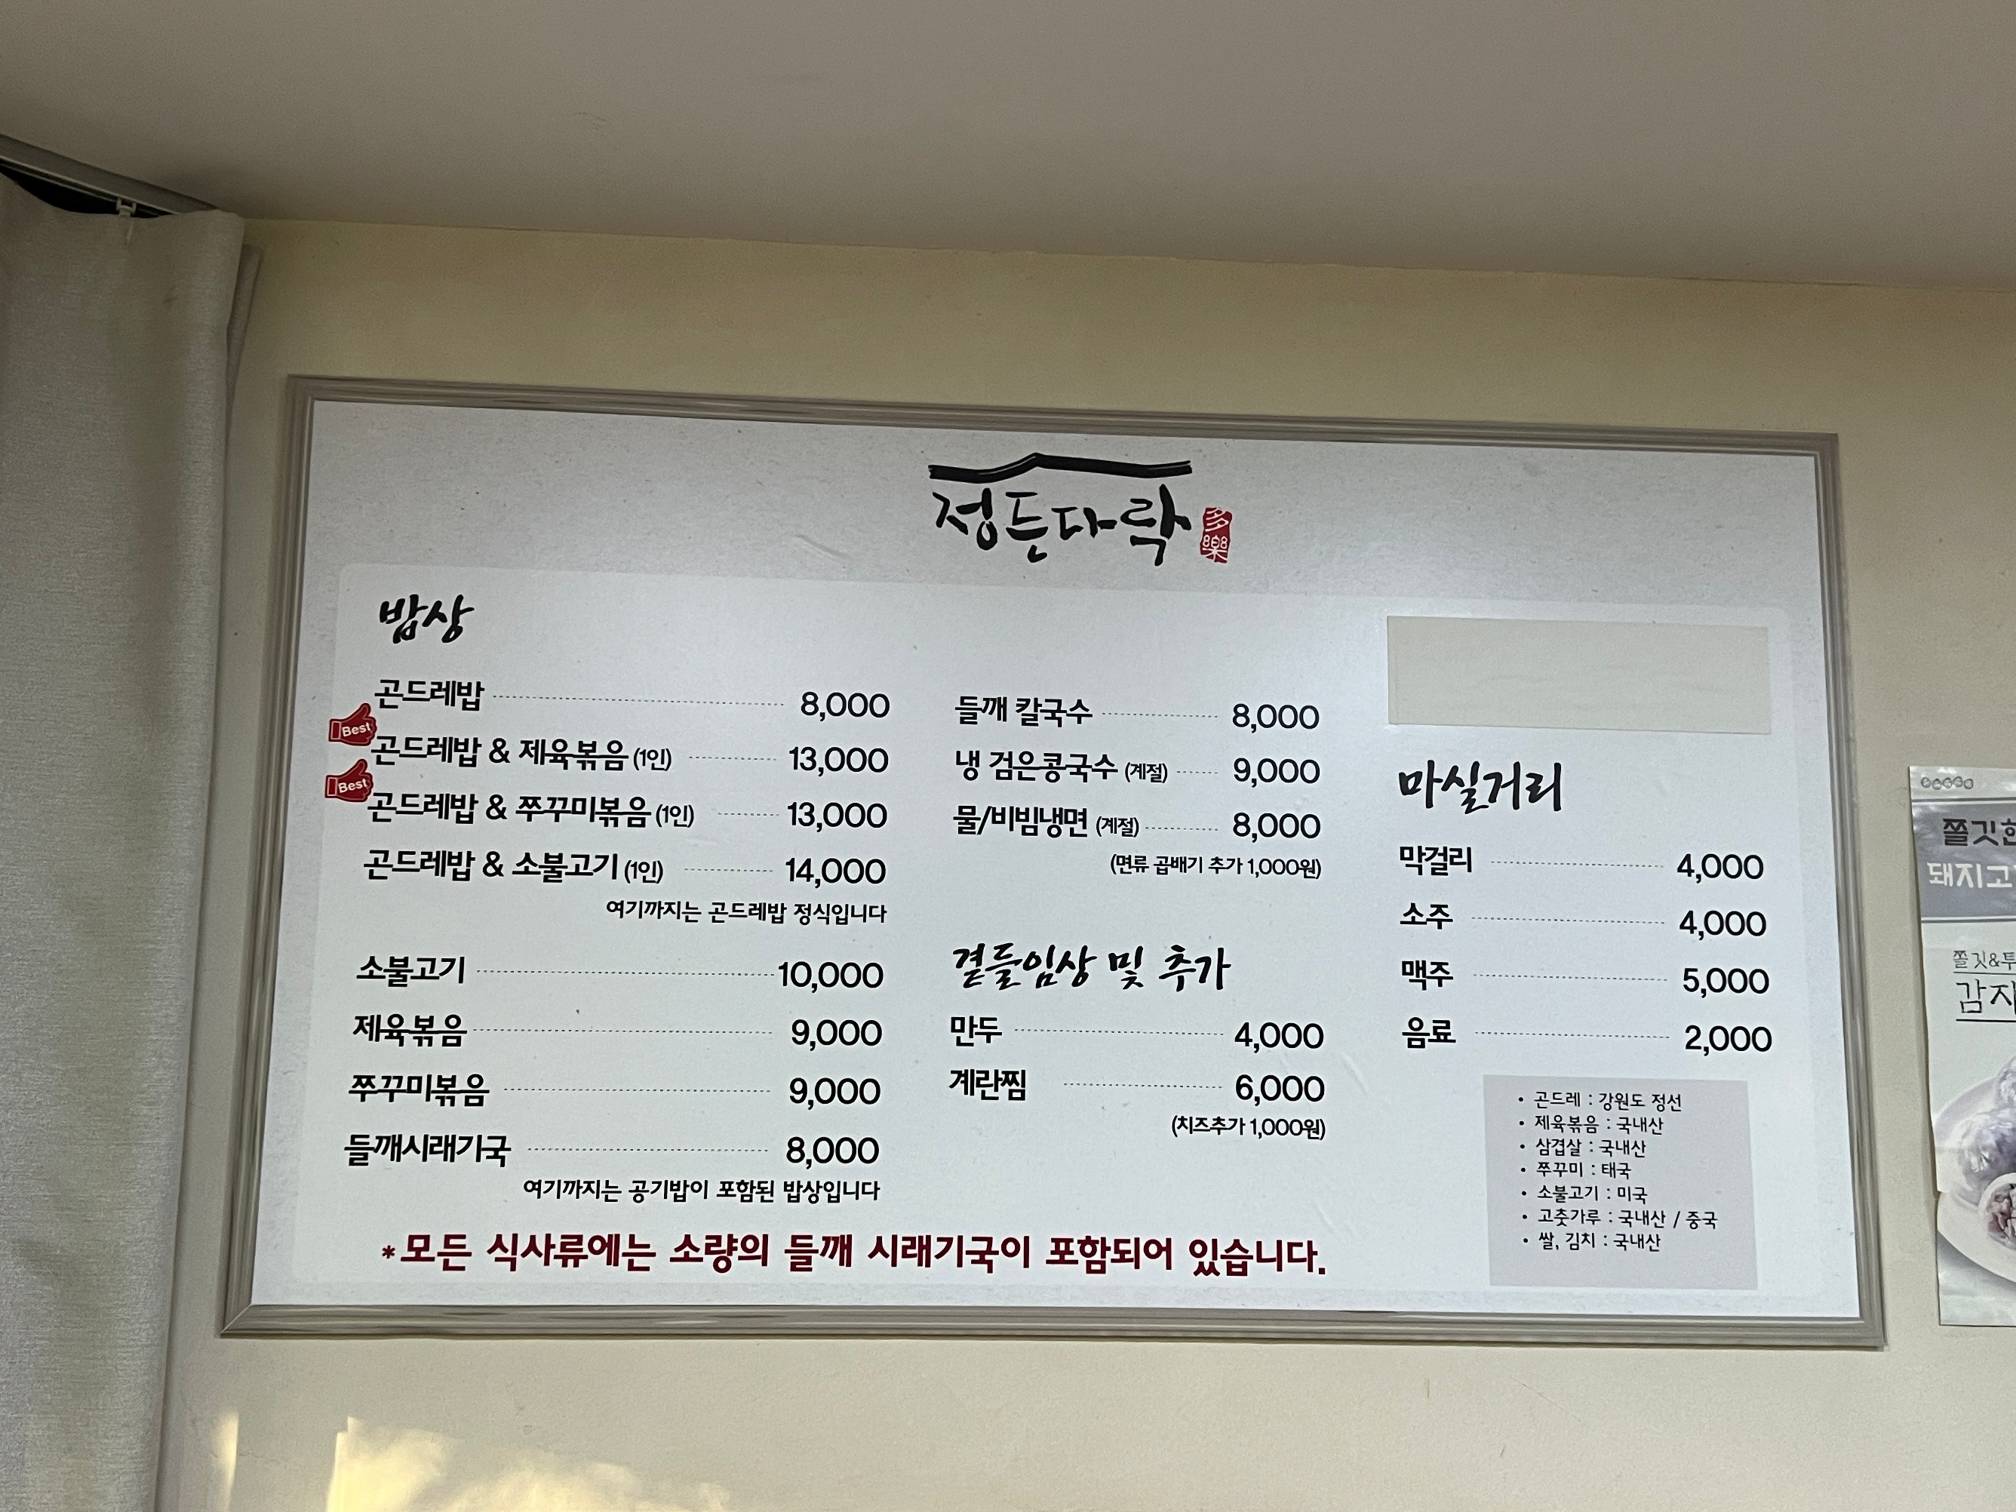 정든다락
多樂
밥상
곤드레밥 8,000
Best
곤드레밥 & 제육볶음 (1인) 13,000
Best
곤드레밥 & 쭈꾸미볶음 (1인) 13,000
곤드레밥 & 소불고기 (1인) 14,000
여기까지는 곤드레밥 정식입니다
소불고기 10,000
제육볶음 9,000
쭈꾸미볶음 9,000
들깨시래기국 8,000
여기까지는 공기밥이 포함된 밥상입니다
들깨 칼국수 8,000
냉 검은콩국수 (계절) 9,000
물/비빔냉면 (계절) 8,000
(면류 곱배기 추가 1,000원)
곁들임상 및 추가
만두 4,000
계란찜 6,000
(치즈추가 1,000원)
마실거리
막걸리 4,000
소주 4,000
맥주 5,000
음료 2,000
• 곤드레 : 강원도 정선
• 제육볶음 : 국내산
• 삼겹살 : 국내산
• 쭈꾸미 : 태국
• 소불고기 : 미국
• 고춧가루 : 국내산 / 중국
• 쌀, 김치 : 국내산
*모든 식사류에는 소량의 들깨 시래기국이 포함되어 있습니다.
쫄깃한
돼지고
쫄깃&투
감자